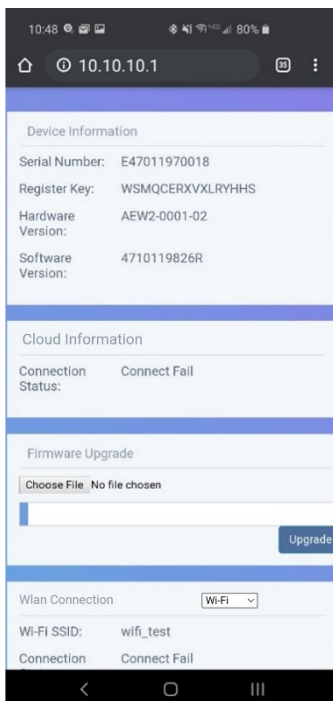 10:48 80%
10.10.10.1 35
Device Information
Serial Number: E47011970018
Register Key: WSMQCERXVXLRYHHS
Hardware AEW2-0001-02
Version:
Software 4710119826R
Version:
Cloud Information
Connection Connect Fail
Status:
Firmware Upgrade
Choose File No file chosen
Upgrade
Wlan Connection Wi-Fi
Wi-Fi SSID: wifi_test
Connection Connect Fail